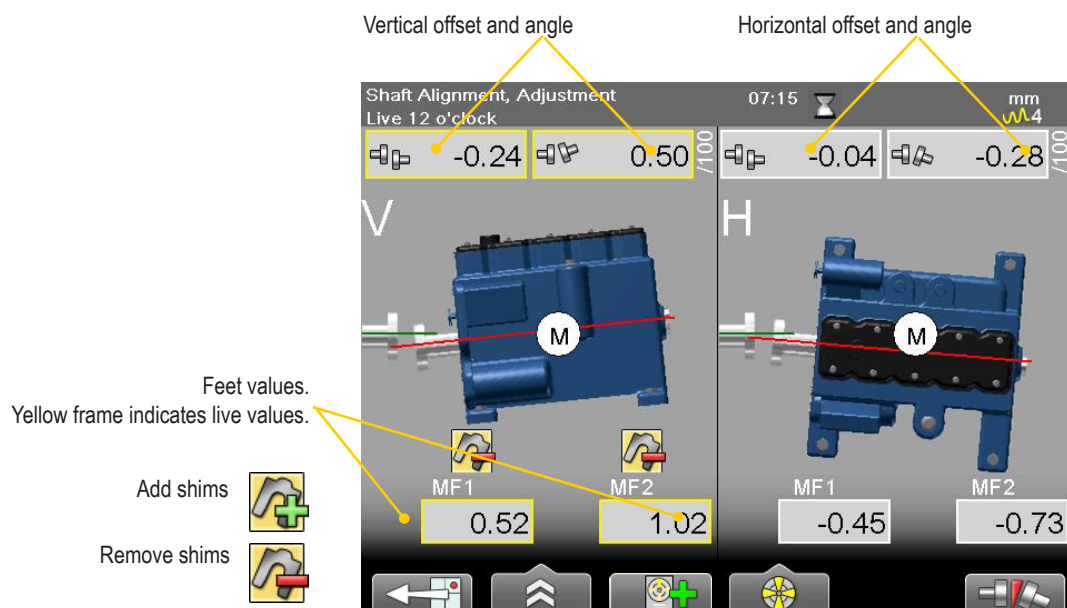 Vertical offset and angle
Horizontal offset and angle
Shaft Alignment, Adjustment
07:15
mm
Live 12 o'clock
4
-0.24
0.50
/100
-0.04
-0.28
/100
V
H
M
M
Feet values.
Yellow frame indicates live values.
MF1
MF2
MF1
MF2
0.52
1.02
-0.45
-0.73
Add shims
Remove shims